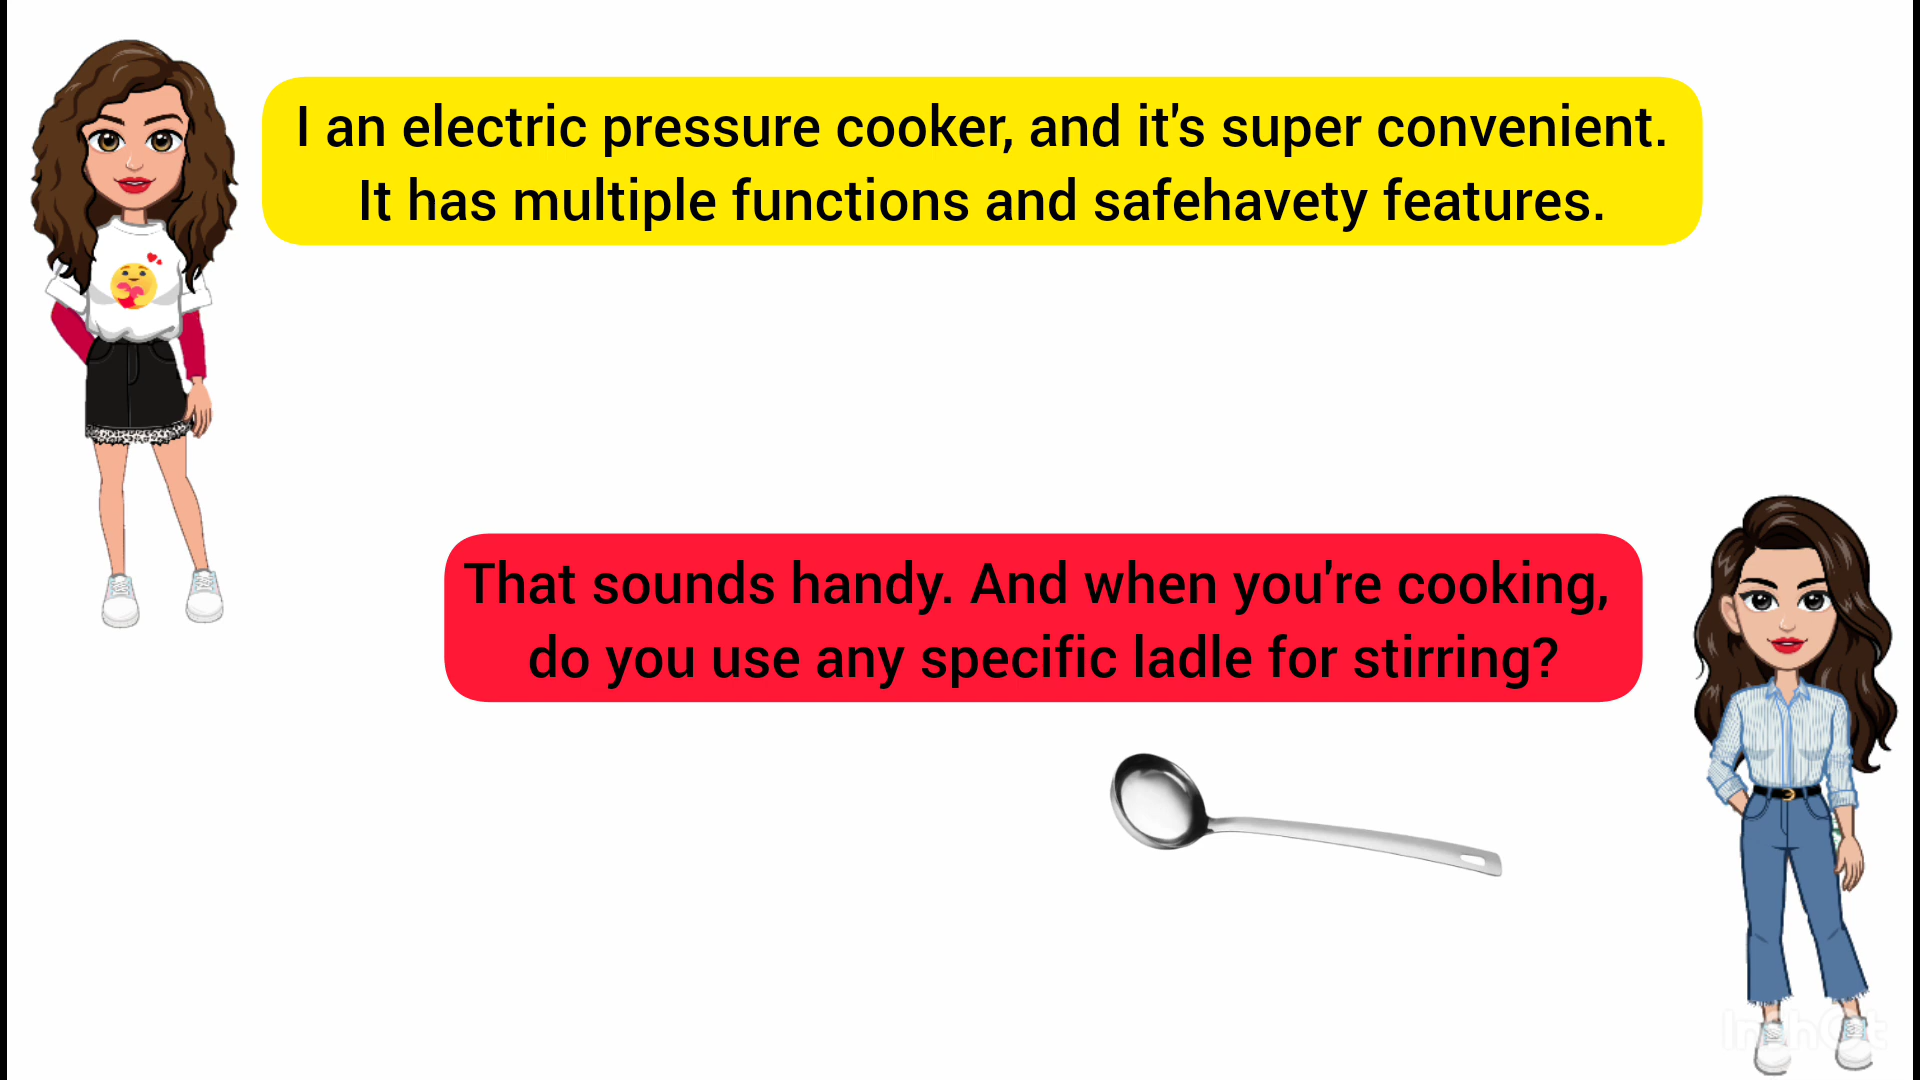 I an electric pressure cooker, and it's super convenient.
It has multiple functions and safehavety features.
That sounds handy. And when you're cooking,
do you use any specific ladle for stirring?
InShOt